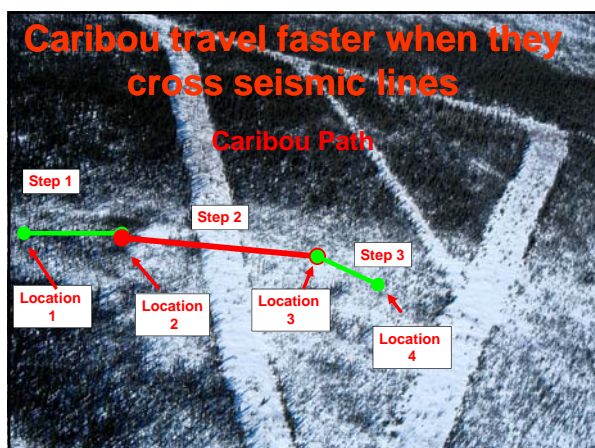 Caribou travel faster when they
cross seismic lines
Caribou Path
Step 1
Step 2
Step 3
Location
1
Location
2
Location
3
Location
4